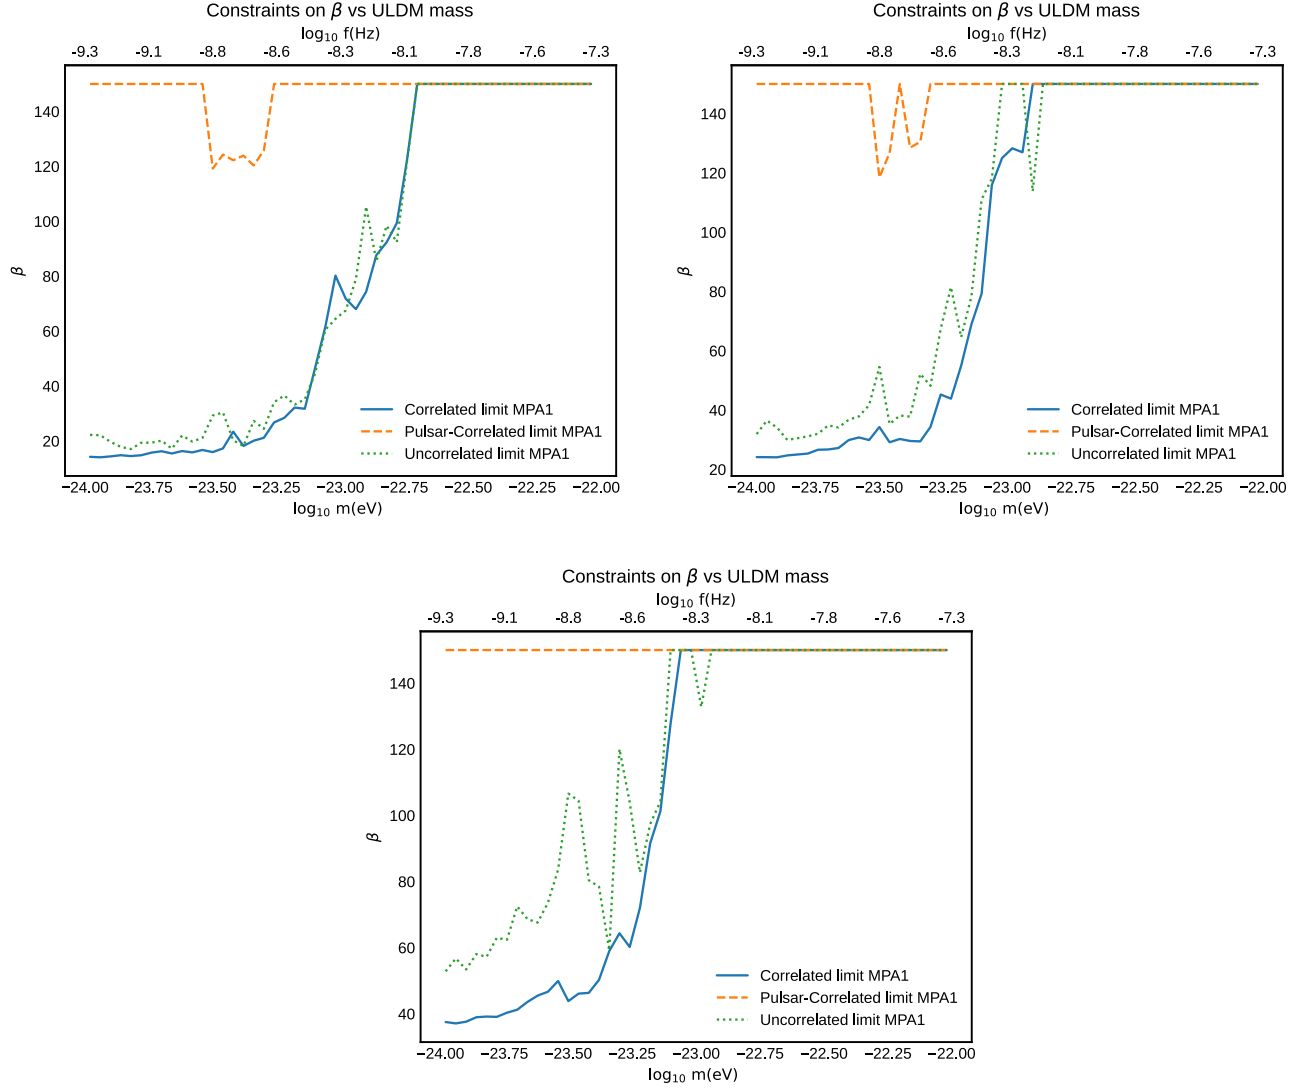 Constraints on β vs ULDM mass
log₁₀ f(Hz)
-9.3 -9.1 -8.8 -8.6 -8.3 -8.1 -7.8 -7.6 -7.3
140
120
100
80
60
40
20
β
Correlated limit MPA1
Pulsar-Correlated limit MPA1
Uncorrelated limit MPA1
−24.00 −23.75 −23.50 −23.25 −23.00 −22.75 −22.50 −22.25 −22.00
log₁₀ m(eV)
Constraints on β vs ULDM mass
log₁₀ f(Hz)
-9.3 -9.1 -8.8 -8.6 -8.3 -8.1 -7.8 -7.6 -7.3
140
120
100
80
60
40
20
β
Correlated limit MPA1
Pulsar-Correlated limit MPA1
Uncorrelated limit MPA1
−24.00 −23.75 −23.50 −23.25 −23.00 −22.75 −22.50 −22.25 −22.00
log₁₀ m(eV)
Constraints on β vs ULDM mass
log₁₀ f(Hz)
-9.3 -9.1 -8.8 -8.6 -8.3 -7.8 -7.6 -7.3
140
120
100
80
60
40
β
Correlated limit MPA1
Pulsar-Correlated limit MPA1
Uncorrelated limit MPA1
−24.00 −23.75 −23.50 −23.25 −23.00 −22.75 −22.50 −22.25 −22.00
log₁₀ m(eV)